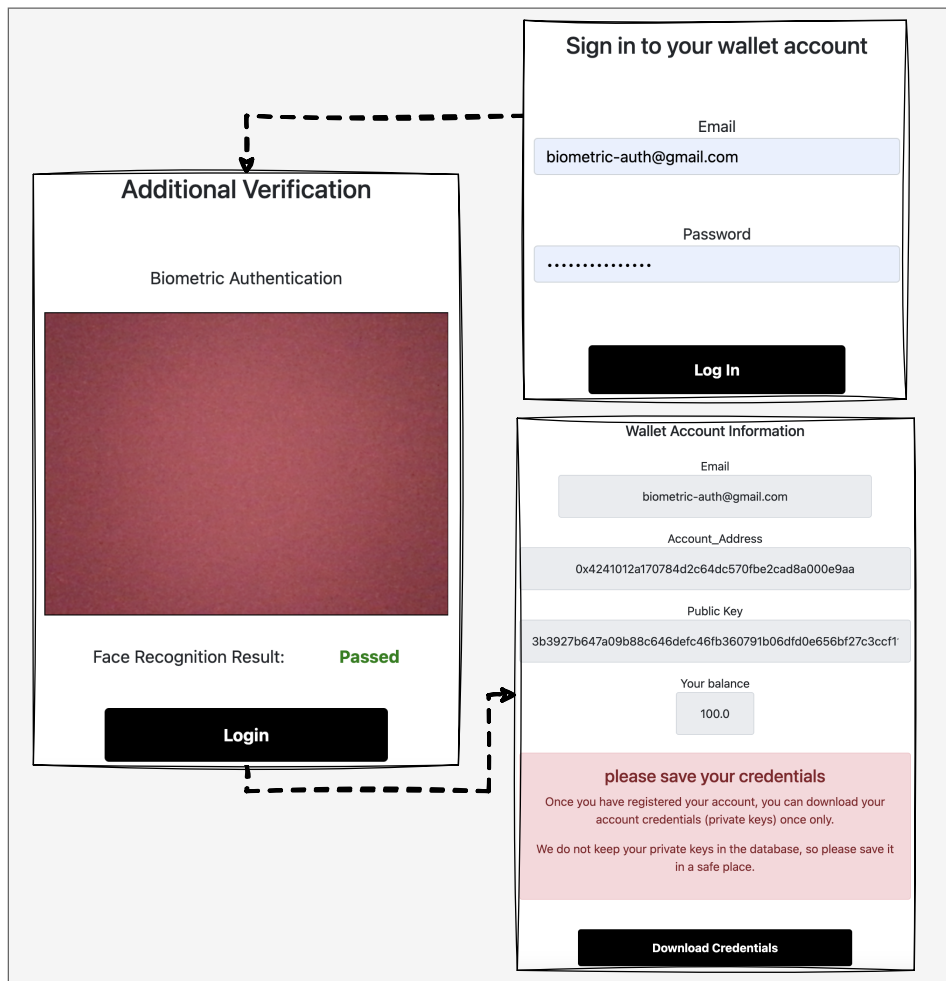 Sign in to your wallet account
Email
biometric-auth@gmail.com
Password
•••••••••••••••
Log In
Additional Verification
Biometric Authentication
Face Recognition Result: Passed
Login
Wallet Account Information
Email
biometric-auth@gmail.com
Account_Address
0x4241012a170784d2c64dc570fbe2cad8a000e9aa
Public Key
3b3927b647a09b88c646defc46fb360791b06dfd0e656bf27c3ccf1
Your balance
100.0
please save your credentials
Once you have registered your account, you can download your
account credentials (private keys) once only.
We do not keep your private keys in the database, so please save it
in a safe place.
Download Credentials